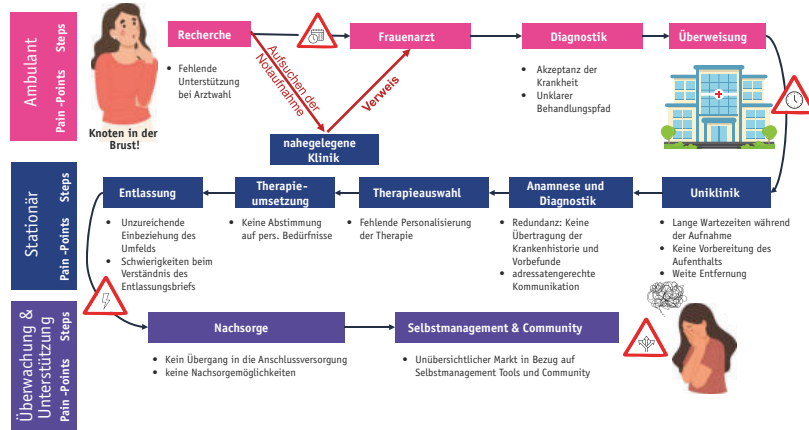 Ambulant
Steps
Pain -Points
Knoten in der
Brust!
Recherche
• Fehlende
Unterstützung
bei Arztwahl
Aufsuchen der
Notaufnahme
nahegelegene
Klinik
Verweis
Frauenarzt
Diagnostik
• Akzeptanz der
Krankheit
• Unklarer
Behandlungspfad
Überweisung
Stationär
Steps
Pain -Points
Entlassung
• Unzureichende
Einbeziehung des
Umfelds
• Schwierigkeiten beim
Verständnis des
Entlassungsbriefs
Therapie-
umsetzung
• Keine Abstimmung
auf pers. Bedürfnisse
Therapieauswahl
• Fehlende Personalisierung
der Therapie
Anamnese und
Diagnostik
• Redundanz: Keine
Übertragung der
Krankenhistorie und
Vorbefunde
• adressatengerechte
Kommunikation
Uniklinik
• Lange Wartezeiten während
der Aufnahme
• Keine Vorbereitung des
Aufenthalts
• Weite Entfernung
Überwachung &
Unterstützung
Steps
Pain -Points
Nachsorge
• Kein Übergang in die Anschlussversorgung
• keine Nachsorgemöglichkeiten
Selbstmanagement & Community
• Unübersichtlicher Markt in Bezug auf
Selbstmanagement Tools und Community